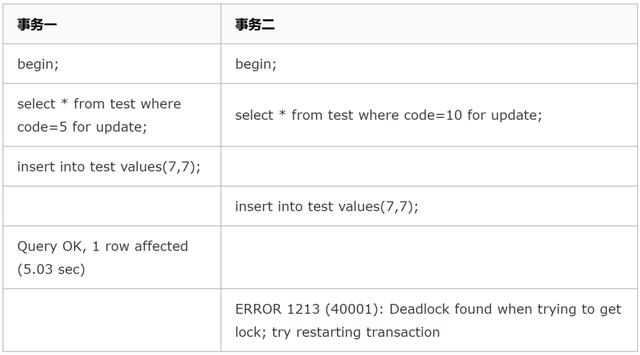 事务一 事务二
begin; begin;
select * from test where
code=5 for update;
select * from test where code=10 for update;
insert into test values(7,7);
insert into test values(7,7);
Query OK, 1 row affected
(5.03 sec)
ERROR 1213 (40001): Deadlock found when trying to get
lock; try restarting transaction